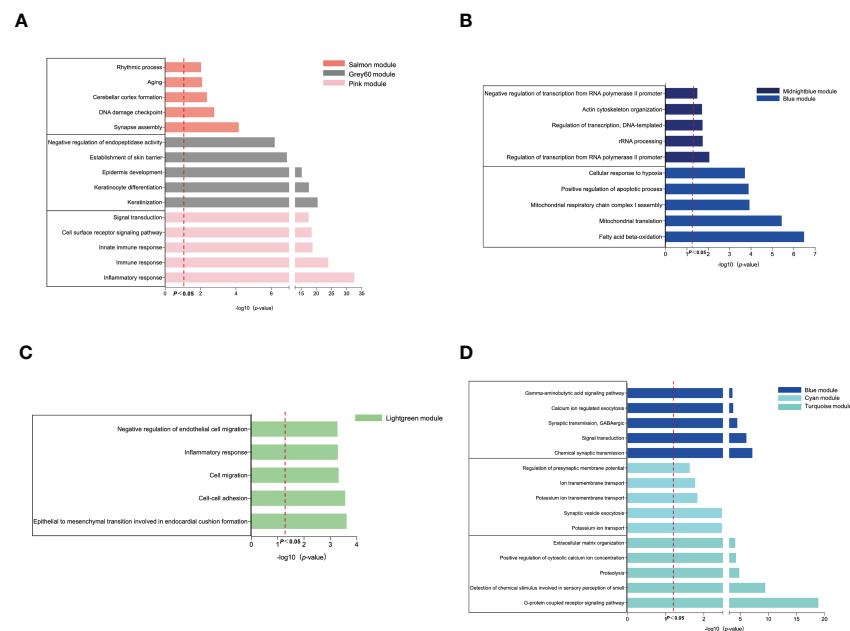 A
Rhythmic process
Aging
Cerebellar cortex formation
DNA damage checkpoint
Synapse assembly
Negative regulation of endopeptidase activity
Establishment of skin barrier
Epidermis development
Keratinocyte differentiation
Keratinization
Signal transduction
Cell surface receptor signaling pathway
Innate immune response
Immune response
Inflammatory response
Salmon module
Grey60 module
Pink module
0 2 4 6 15 25 35
P<0.05
-log10 (p-value)
B
Negative regulation of transcription from RNA polymerase II promoter
Actin cytoskeleton organization
Regulation of transcription, DNA-templated
rRNA processing
Regulation of transcription from RNA polymerase II promoter
Cellular response to hypoxia
Positive regulation of apoptotic process
Mitochondrial respiratory chain complex I assembly
Mitochondrial translation
Fatty acid beta-oxidation
Midnightblue module
Blue module
0 1 2 3 4 5 6 7
P<0.05
-log10 (p-value)
C
Negative regulation of endothelial cell migration
Inflammatory response
Cell migration
Cell-cell adhesion
Epithelial to mesenchymal transition involved in endocardial cushion formation
Lightgreen module
0 1 2 3 4
P<0.05
-log10 (p-value)
D
Gamma-aminobutyric acid signaling pathway
Calcium ion regulated exocytosis
Synaptic transmission, GABAergic
Signal transduction
Chemical synaptic transmission
Regulation of presynaptic membrane potential
Ion transmembrane transport
Potassium ion transmembrane transport
Synaptic vesicle exocytosis
Potassium ion transport
Extracellular matrix organization
Positive regulation of cytosolic calcium ion concentration
Proteolysis
Detection of chemical stimulus involved in sensory perception of smell
G-protein coupled receptor signaling pathway
Blue module
Cyan module
Turquoise module
0 1 2 5 10 15 20
P<0.05
-log10 (p-value)